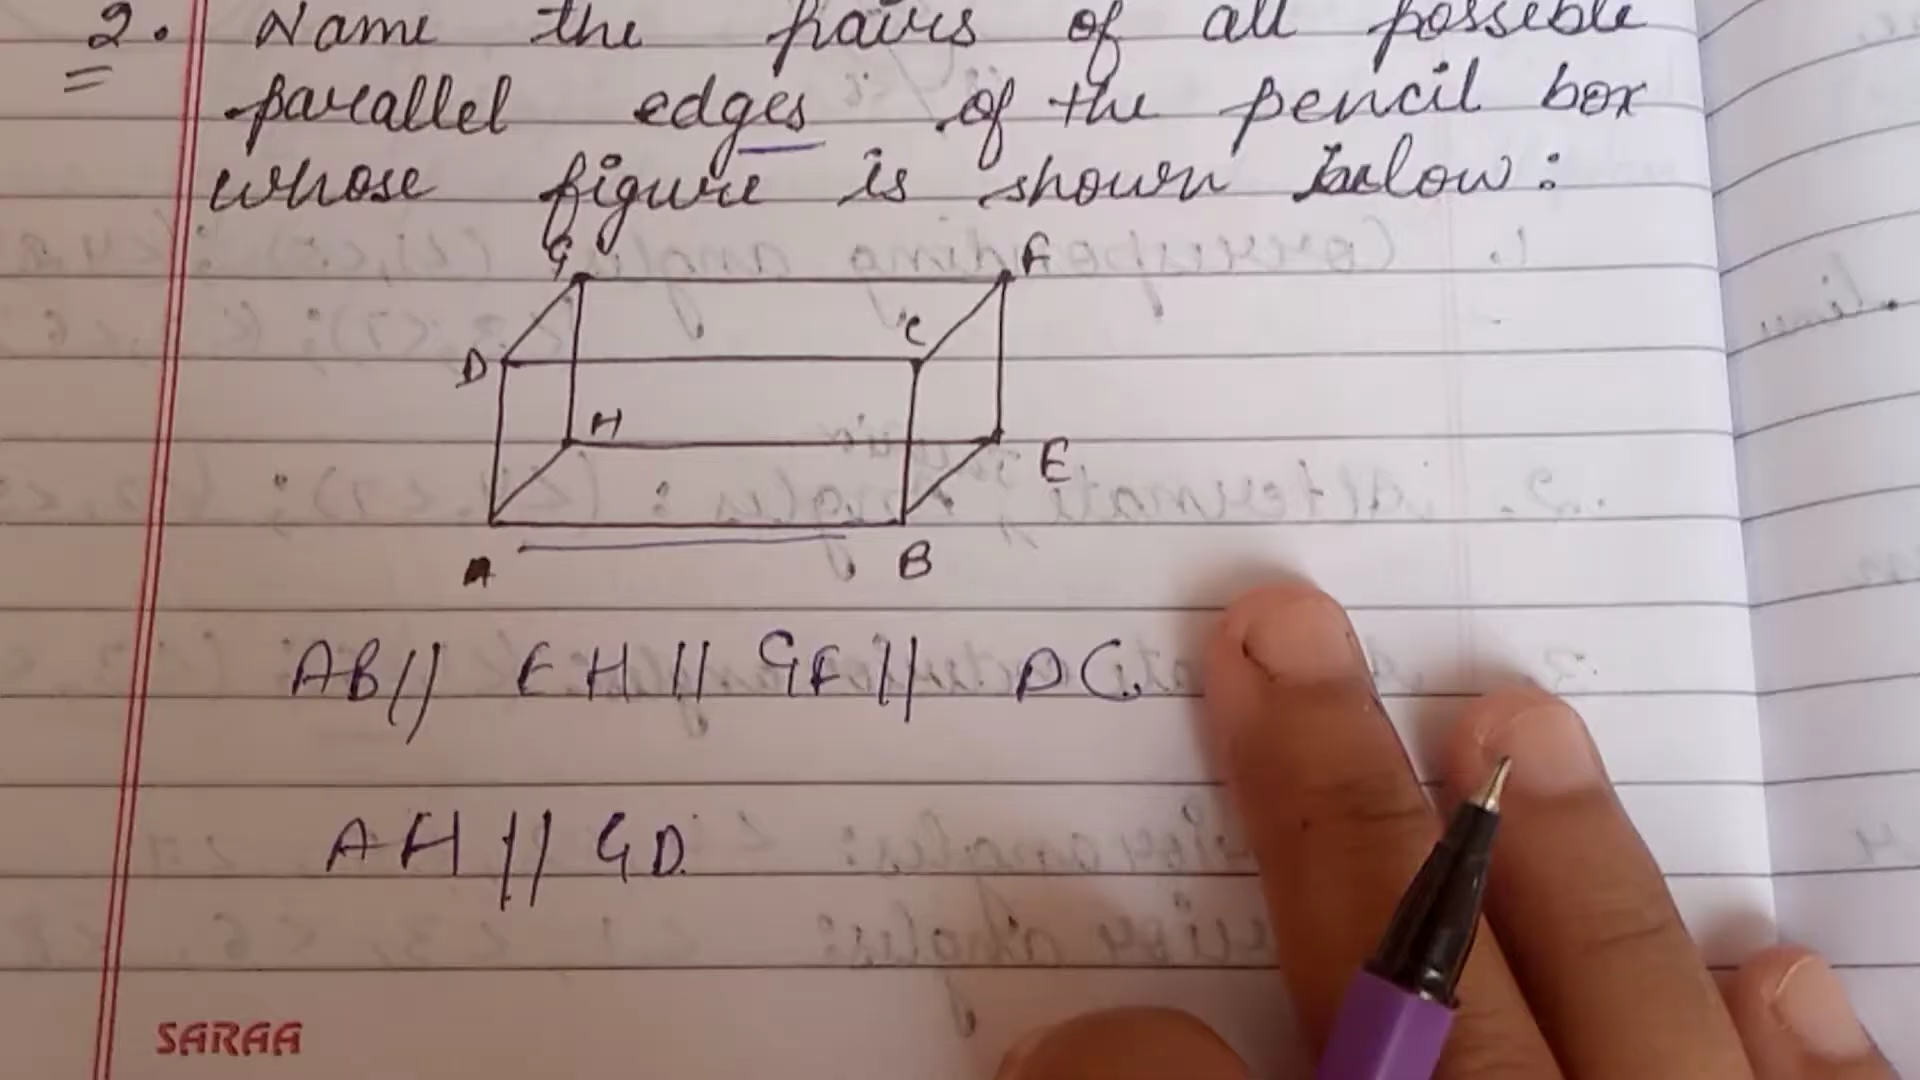 2. Name the pairs of all possible
parallel edges of the pencil box
whose figure is shown below:
G F
D C
H E
A B
AB// EH// GF// DC.
AH // GD.
SARAA